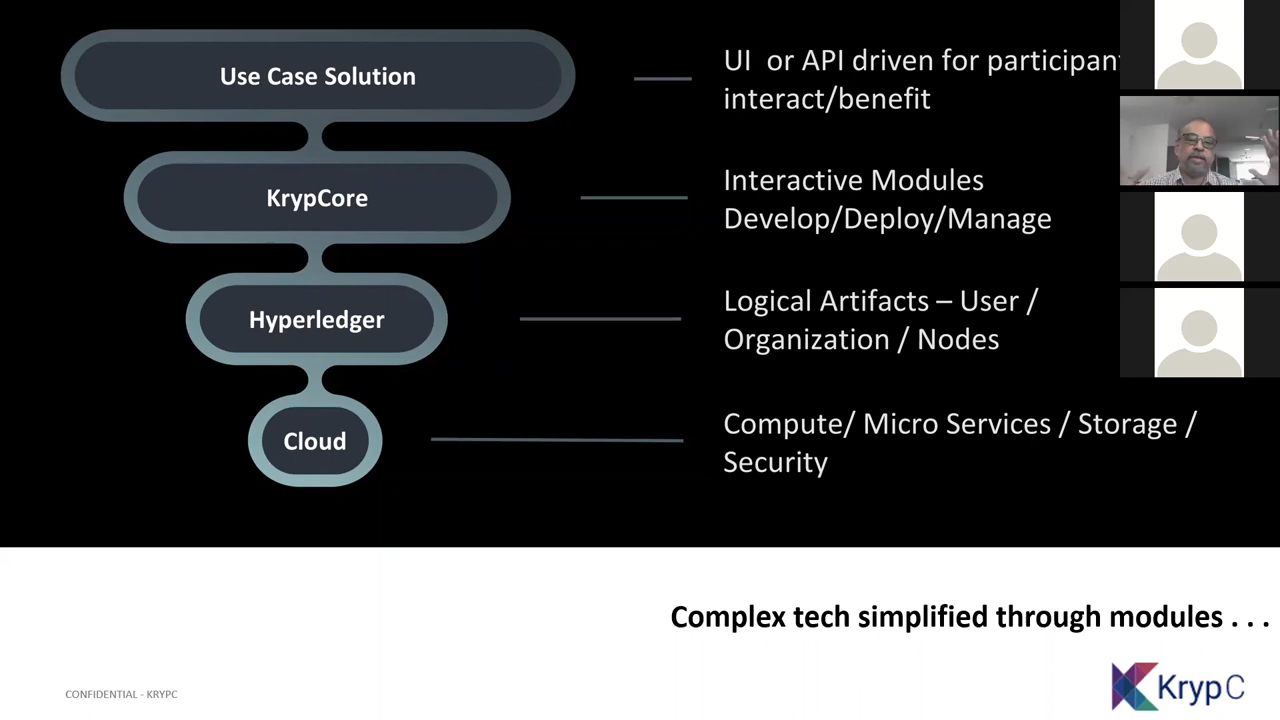 Use Case Solution
UI or API driven for participant
interact/benefit
KrypCore
Interactive Modules
Develop/Deploy/Manage
Hyperledger
Logical Artifacts – User /
Organization / Nodes
Cloud
Compute/ Micro Services / Storage /
Security
Complex tech simplified through modules . . .
CONFIDENTIAL - KRYPC
KrypC